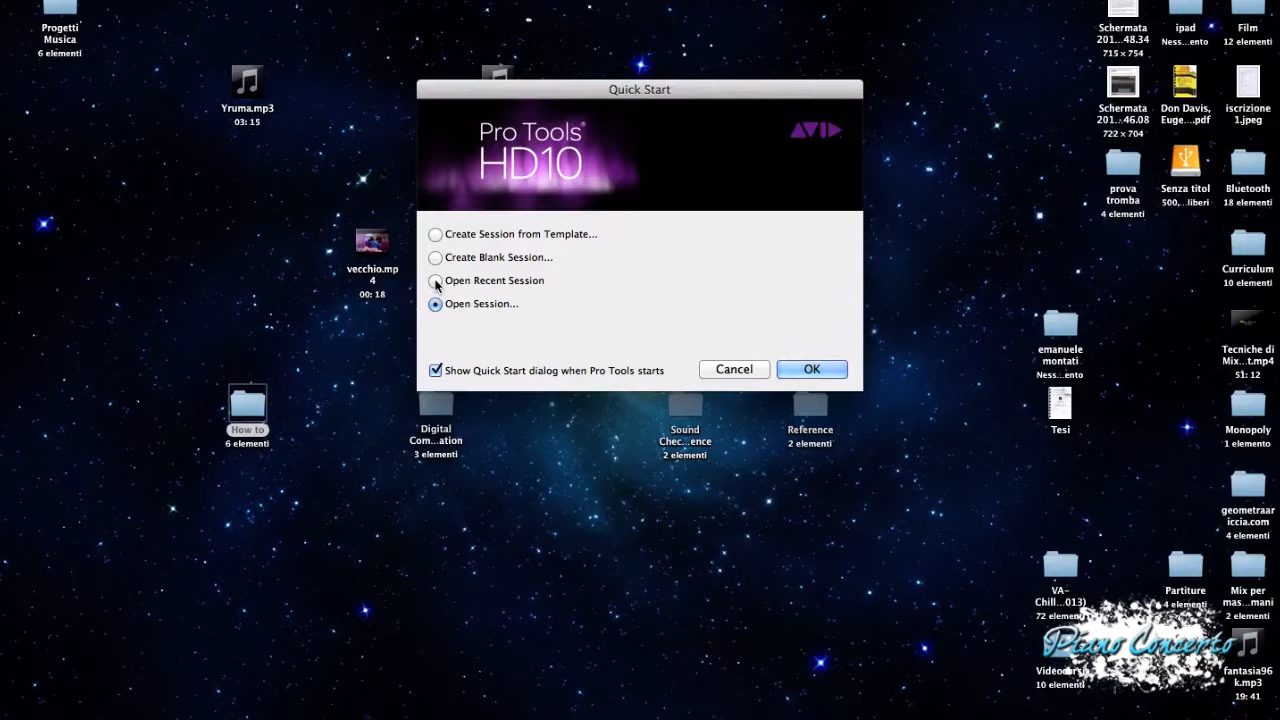 Progetti
Musica
6 elementi
Yruma.mp3
03: 15
vecchio.mp
4
00: 18
How to
6 elementi
Quick Start
Pro Tools®
HD10
AVID
Create Session from Template...
Create Blank Session...
Open Recent Session
Open Session...
Show Quick Start dialog when Pro Tools starts
Cancel
OK
Digital
Com...ation
3 elementi
Sound
Chec...ence
2 elementi
Reference
2 elementi
Schermata
201...48.34
715 × 754
ipad
Ness...ento
Film
12 elementi
Schermata
201...46.08
722 × 704
Don Davis,
Euge....pdf
iscrizione
1.jpeg
prova
tromba
4 elementi
Senza titol
500,...liberi
Bluetooth
18 elementi
Curriculum
10 elementi
emanuele
montati
Ness...ento
Tecniche di
Mix...t.mp4
51: 12
Tesi
Monopoly
1 elemento
geometraar
iccia.com
4 elementi
VA-
Chill...013)
72 elementi
Partiture
4 elementi
Mix per
mas...mani
2 elementi
Piano Concerto
10 elementi
fantasia96
k.mp3
19: 41